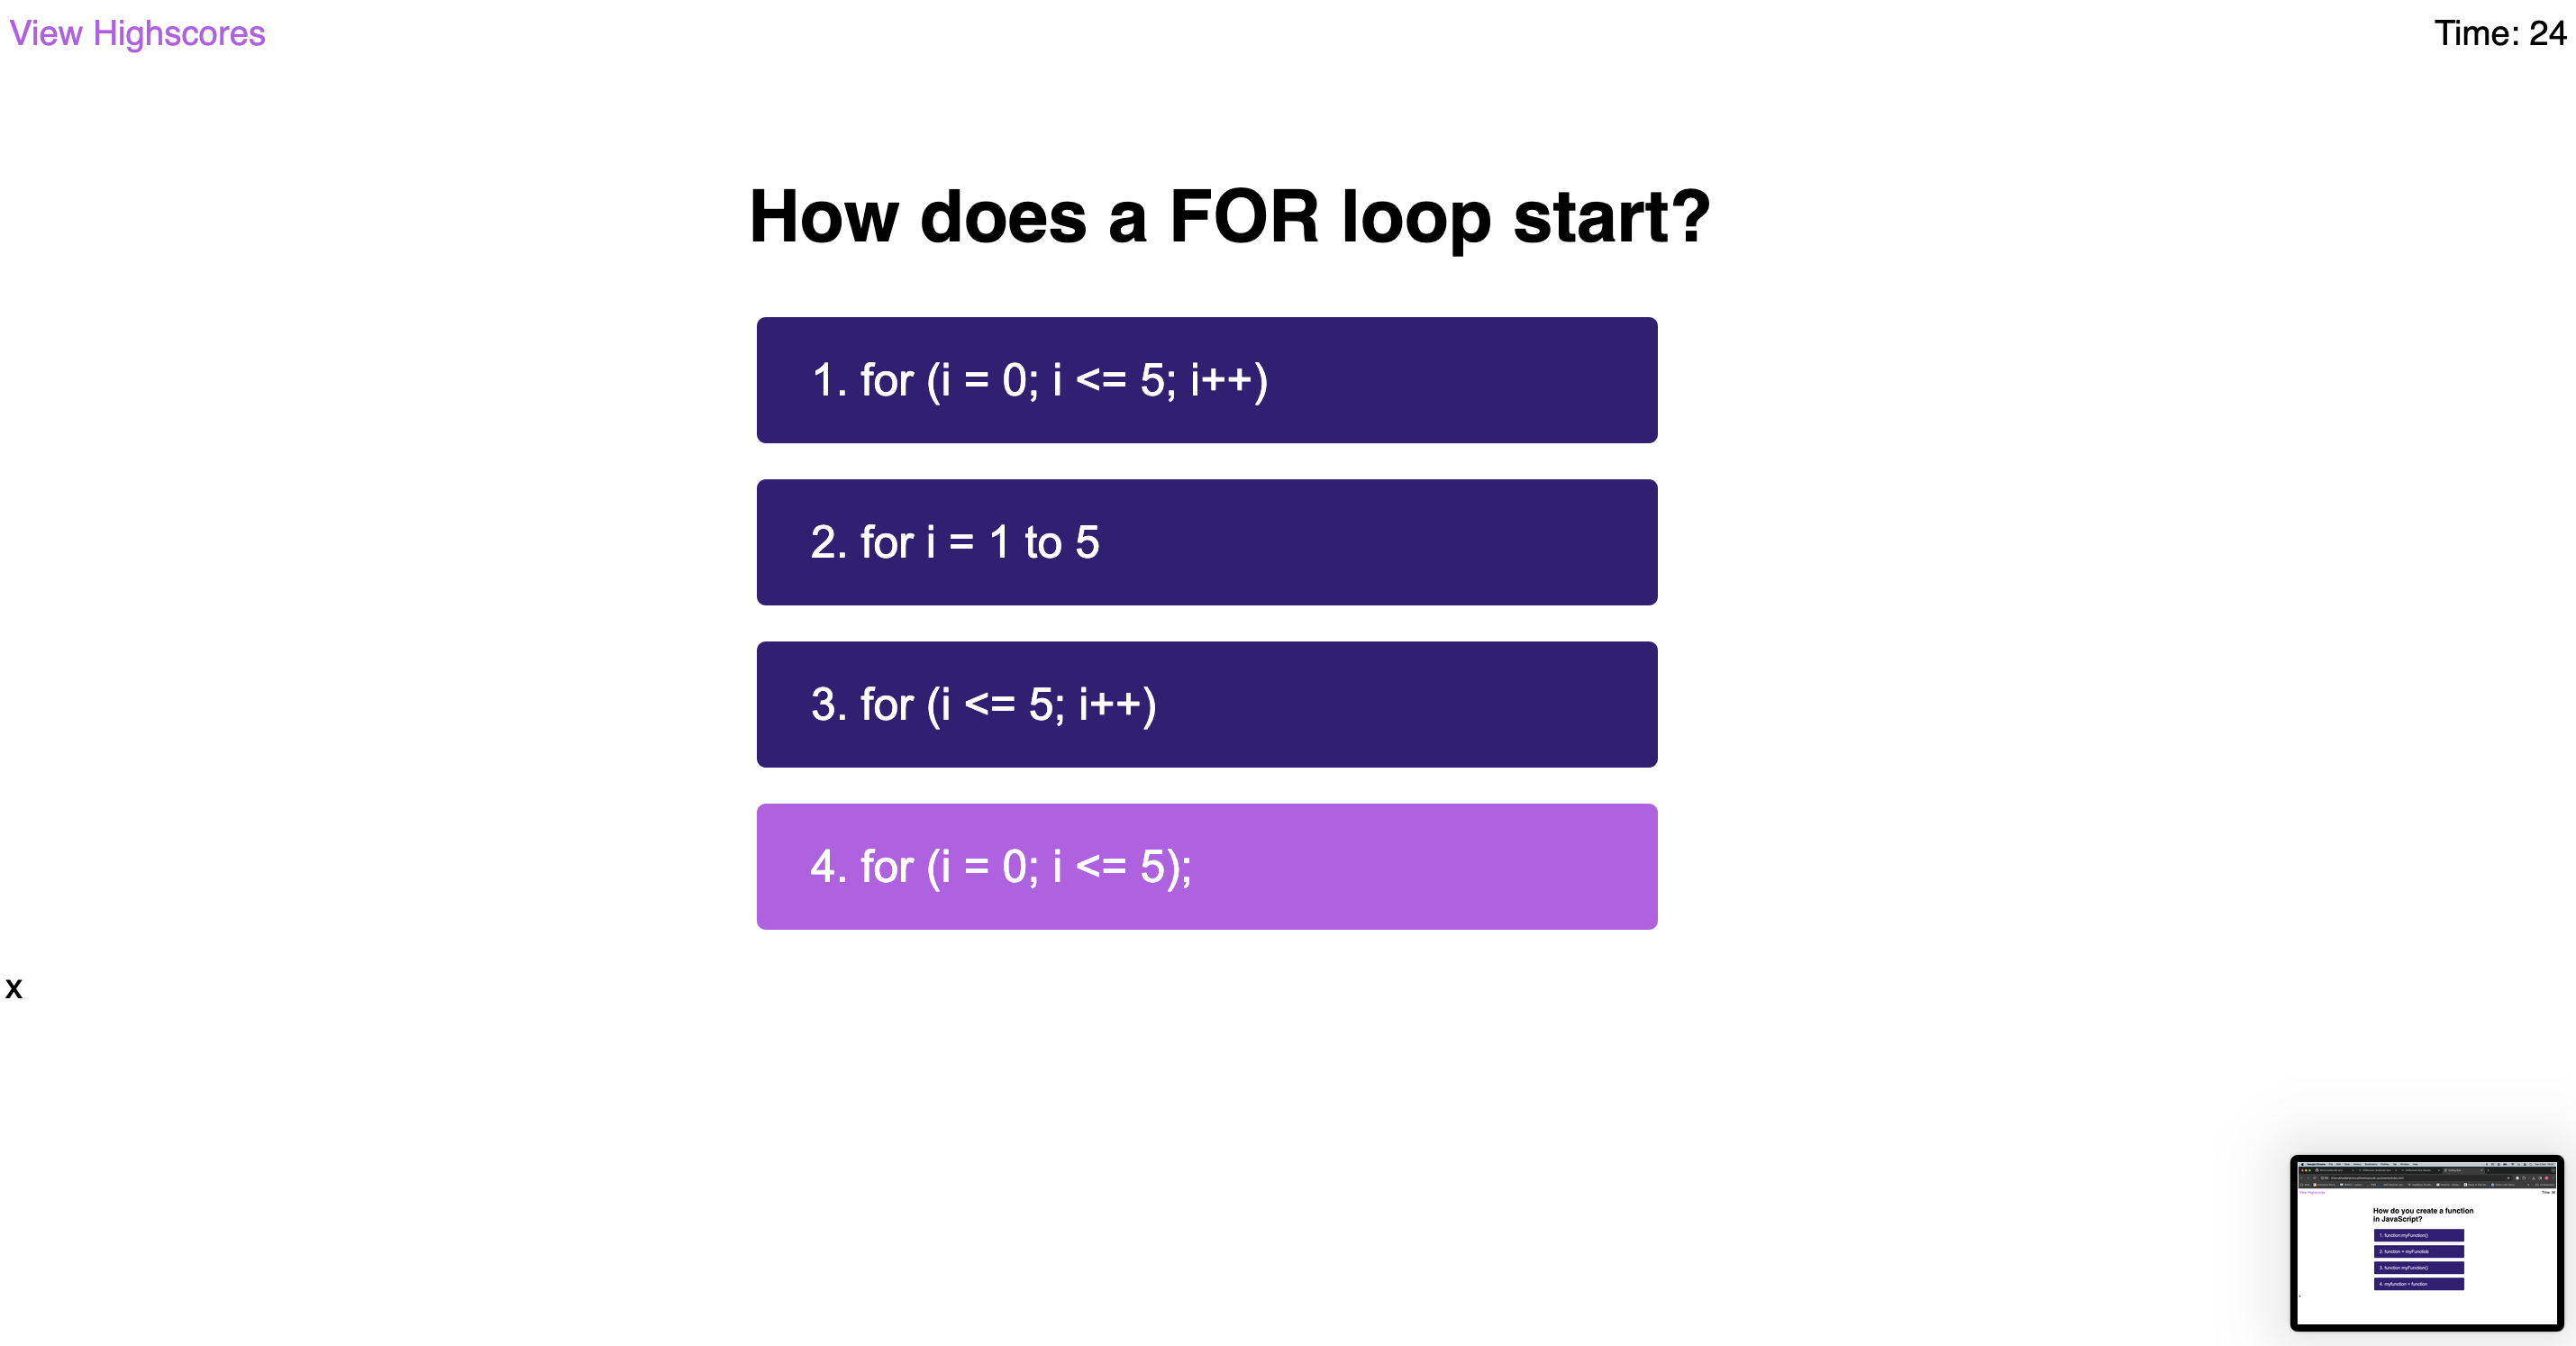 View Highscores
Time: 24
How does a FOR loop start?
1. for (i = 0; i <= 5; i++)
2. for i = 1 to 5
3. for (i <= 5; i++)
4. for (i = 0; i <= 5);
x
View Highscores
How do you create a function
in JavaScript?
1. function:myFunction()
2. function = myFunction
3. function myFunction()
4. myfunction = function